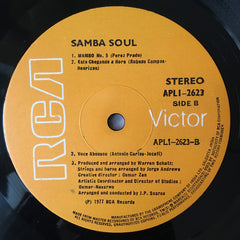 SAMBA SOUL
1. MAMBO No. 5 (Perez Prado)
2. Esta Chegando a Hora (Rubens Campos-
Henricao)
STEREO
APL1-2623
SIDE B
RCA
Victor
APL1-2623-B
3. Voce Abusou (Antonio Carlos-Jocafi)
Produced and arranged by Warren Schatz;
Strings and horns arranged by Jorge Andrews
Creative Director : Osmar Zan
Artistic Coordinator and Director of Studios :
Osmar-Navarro
Arranged and conducted by J.P. Soares
(P) 1977 RCA Records